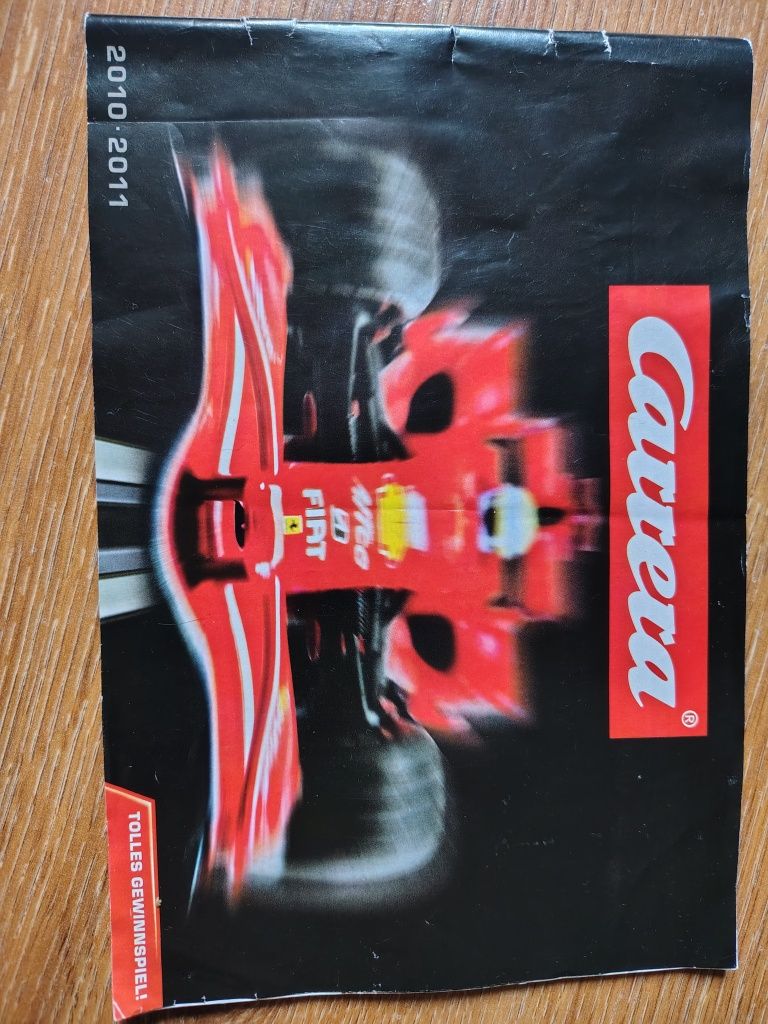 Carrera®
FIAT
2010·2011
TOLLES GEWINNSPIEL!